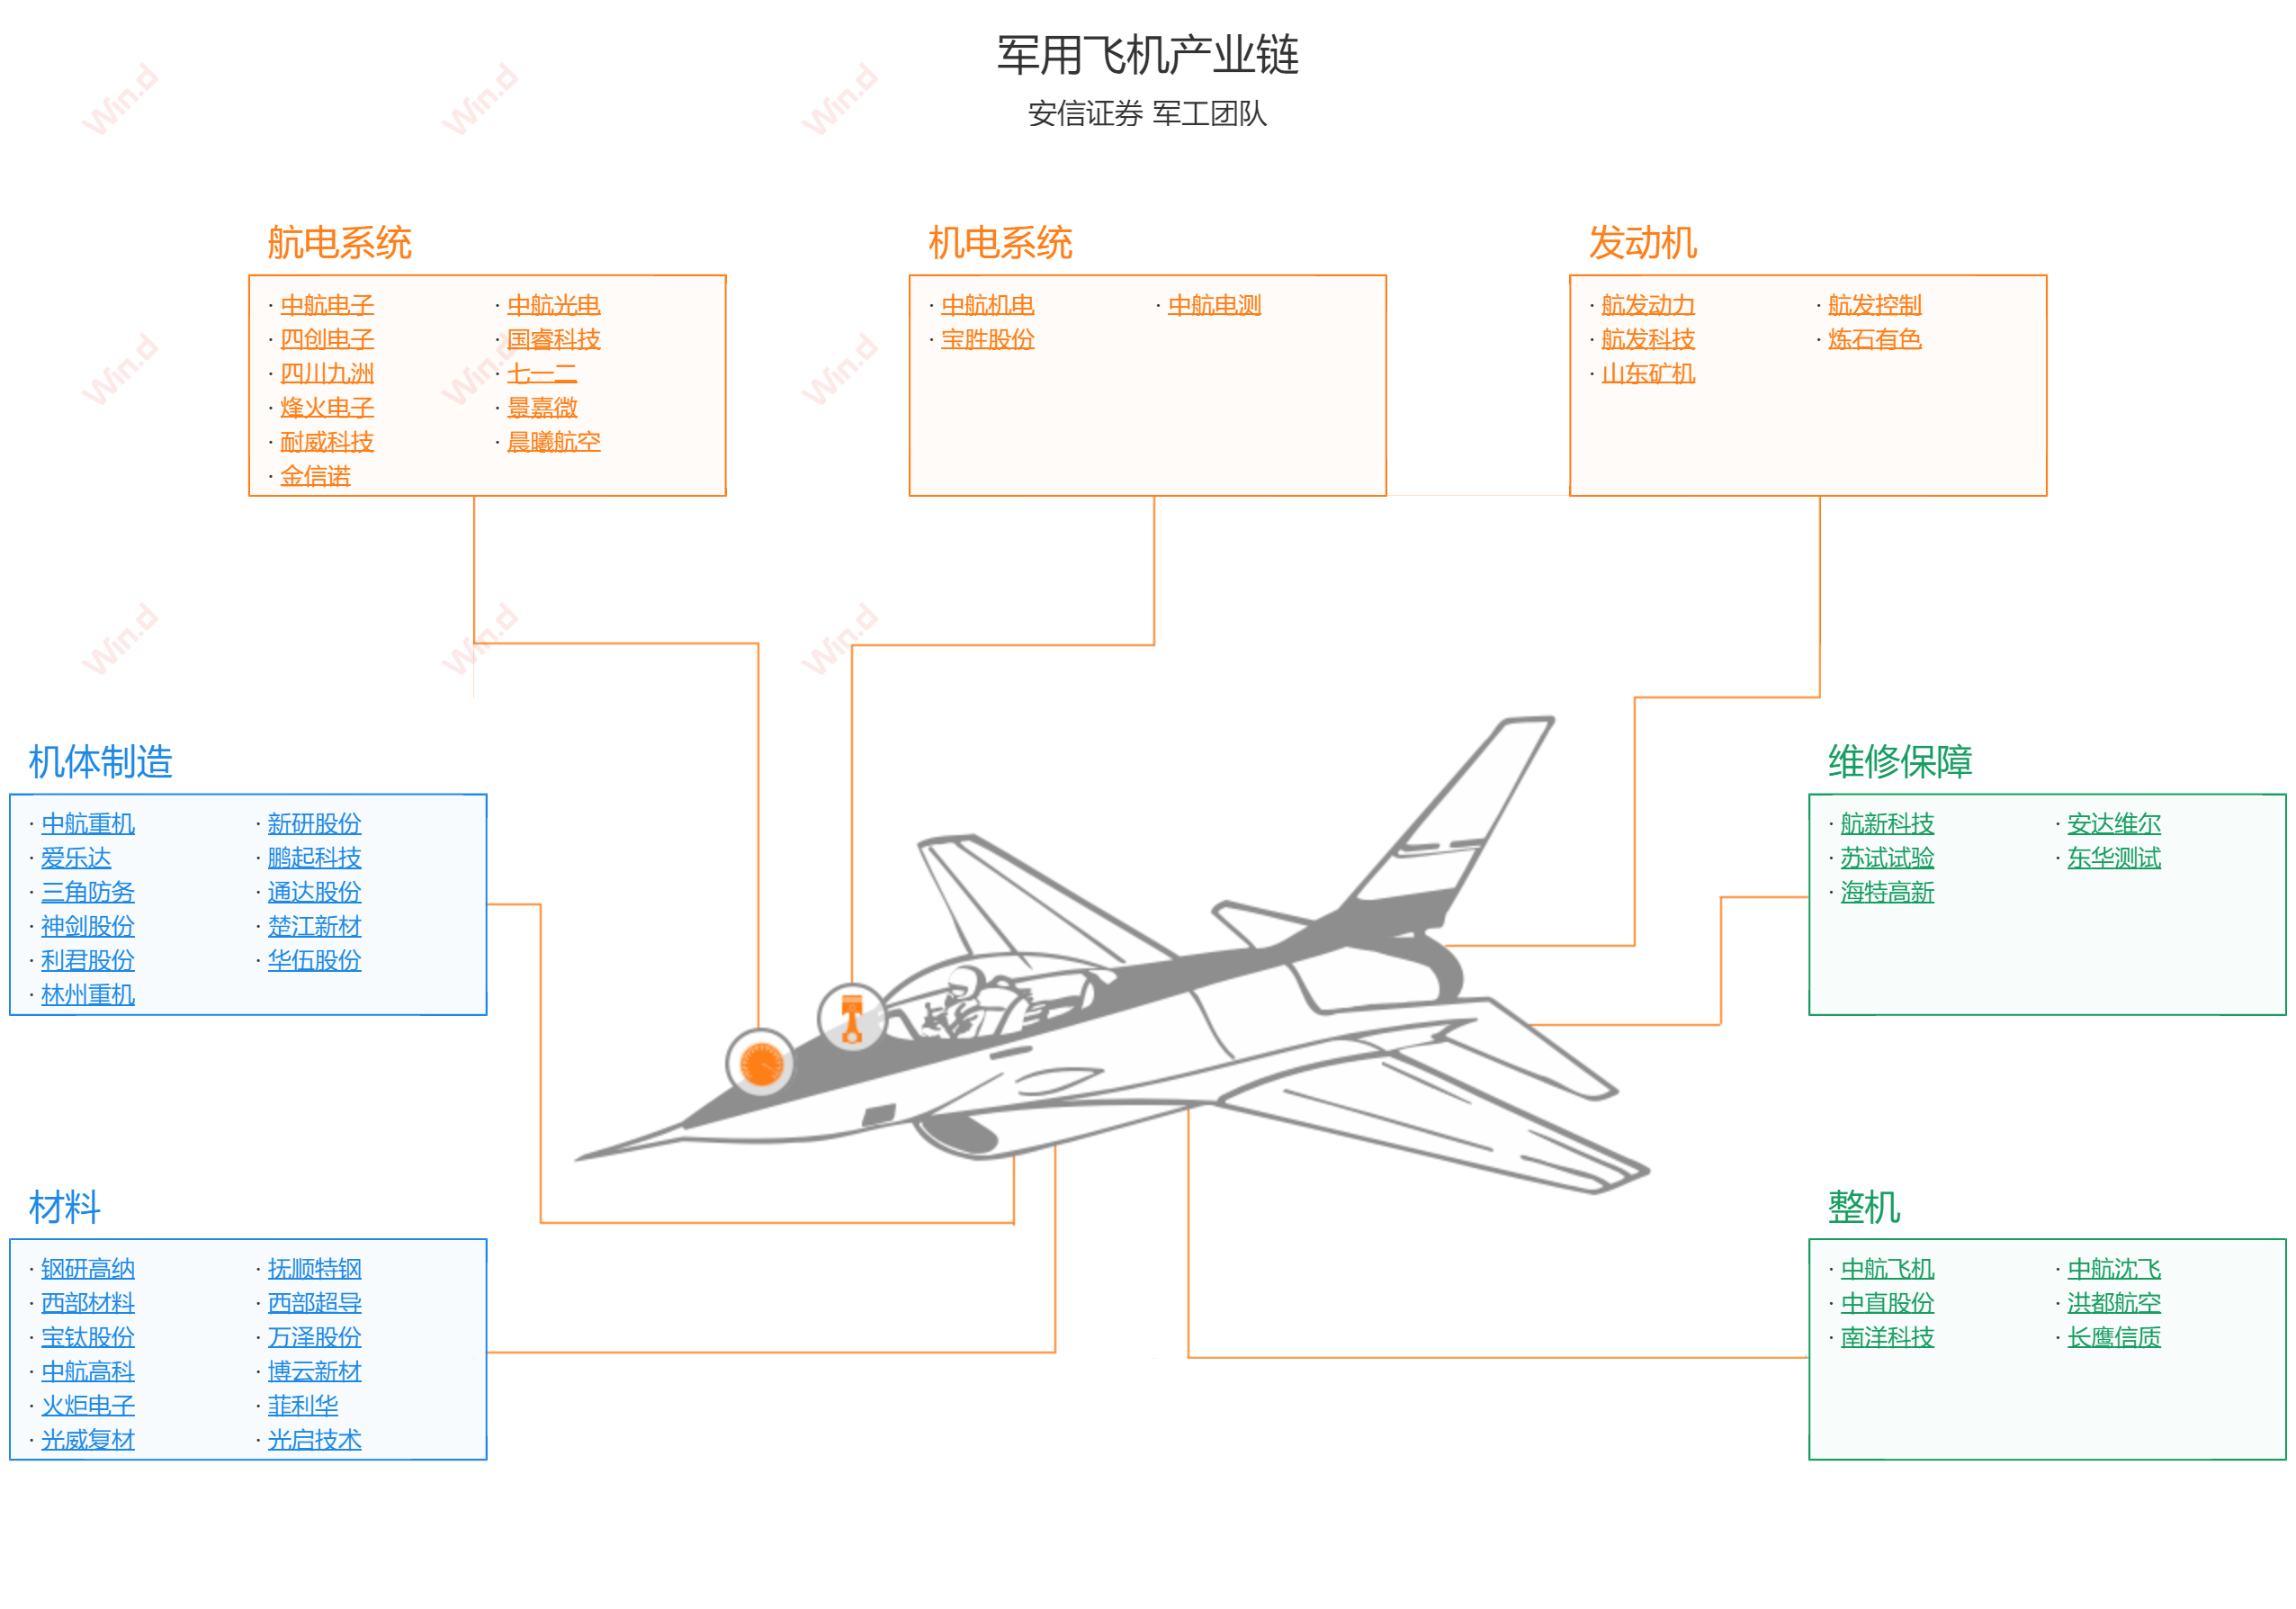 军用飞机产业链
安信证券 军工团队
航电系统
· 中航电子 · 中航光电
· 四创电子 · 国睿科技
· 四川九洲 · 七一二
· 烽火电子 · 景嘉微
· 耐威科技 · 晨曦航空
· 金信诺
机电系统
· 中航机电 · 中航电测
· 宝胜股份
发动机
· 航发动力 · 航发控制
· 航发科技 · 炼石有色
· 山东矿机
机体制造
· 中航重机 · 新研股份
· 爱乐达 · 鹏起科技
· 三角防务 · 通达股份
· 神剑股份 · 楚江新材
· 利君股份 · 华伍股份
· 林州重机
维修保障
· 航新科技 · 安达维尔
· 苏试试验 · 东华测试
· 海特高新
材料
· 钢研高纳 · 抚顺特钢
· 西部材料 · 西部超导
· 宝钛股份 · 万泽股份
· 中航高科 · 博云新材
· 火炬电子 · 菲利华
· 光威复材 · 光启技术
整机
· 中航飞机 · 中航沈飞
· 中直股份 · 洪都航空
· 南洋科技 · 长鹰信质
Win.d
Win.d
Win.d
Win.d
Win.d
Win.d
Win.d
Win.d
Win.d